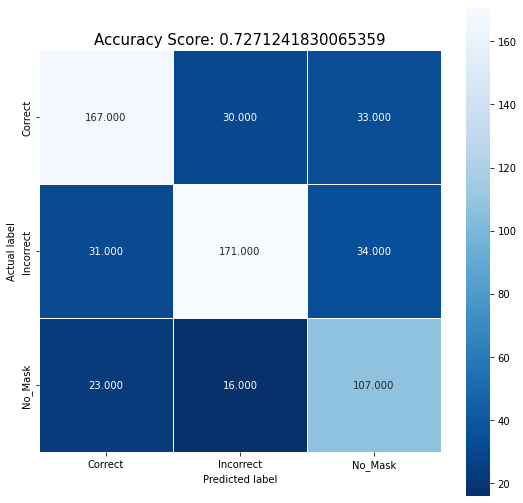 Accuracy Score: 0.7271241830065359
Correct
167.000 30.000 33.000
Incorrect
31.000 171.000 34.000
No_Mask
23.000 16.000 107.000
Actual label
Correct Incorrect No_Mask
Predicted label
160
140
120
100
80
60
40
20